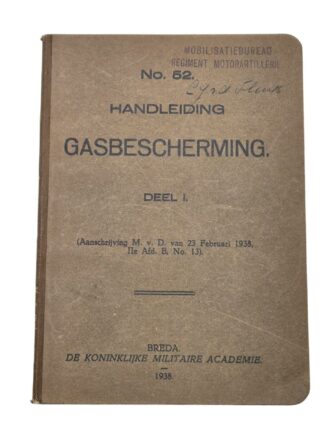 MOBILISATIEBUREAU
REGIMENT MOTORARTILLERIE
No. 52.
HANDLEIDING
GASBESCHERMING.
DEEL I.
(Aanschrijving M. v. D. van 23 Februari 1938,
IIe Afd. B, No. 13).
BREDA.
DE KONINKLIJKE MILITAIRE ACADEMIE.
1938.